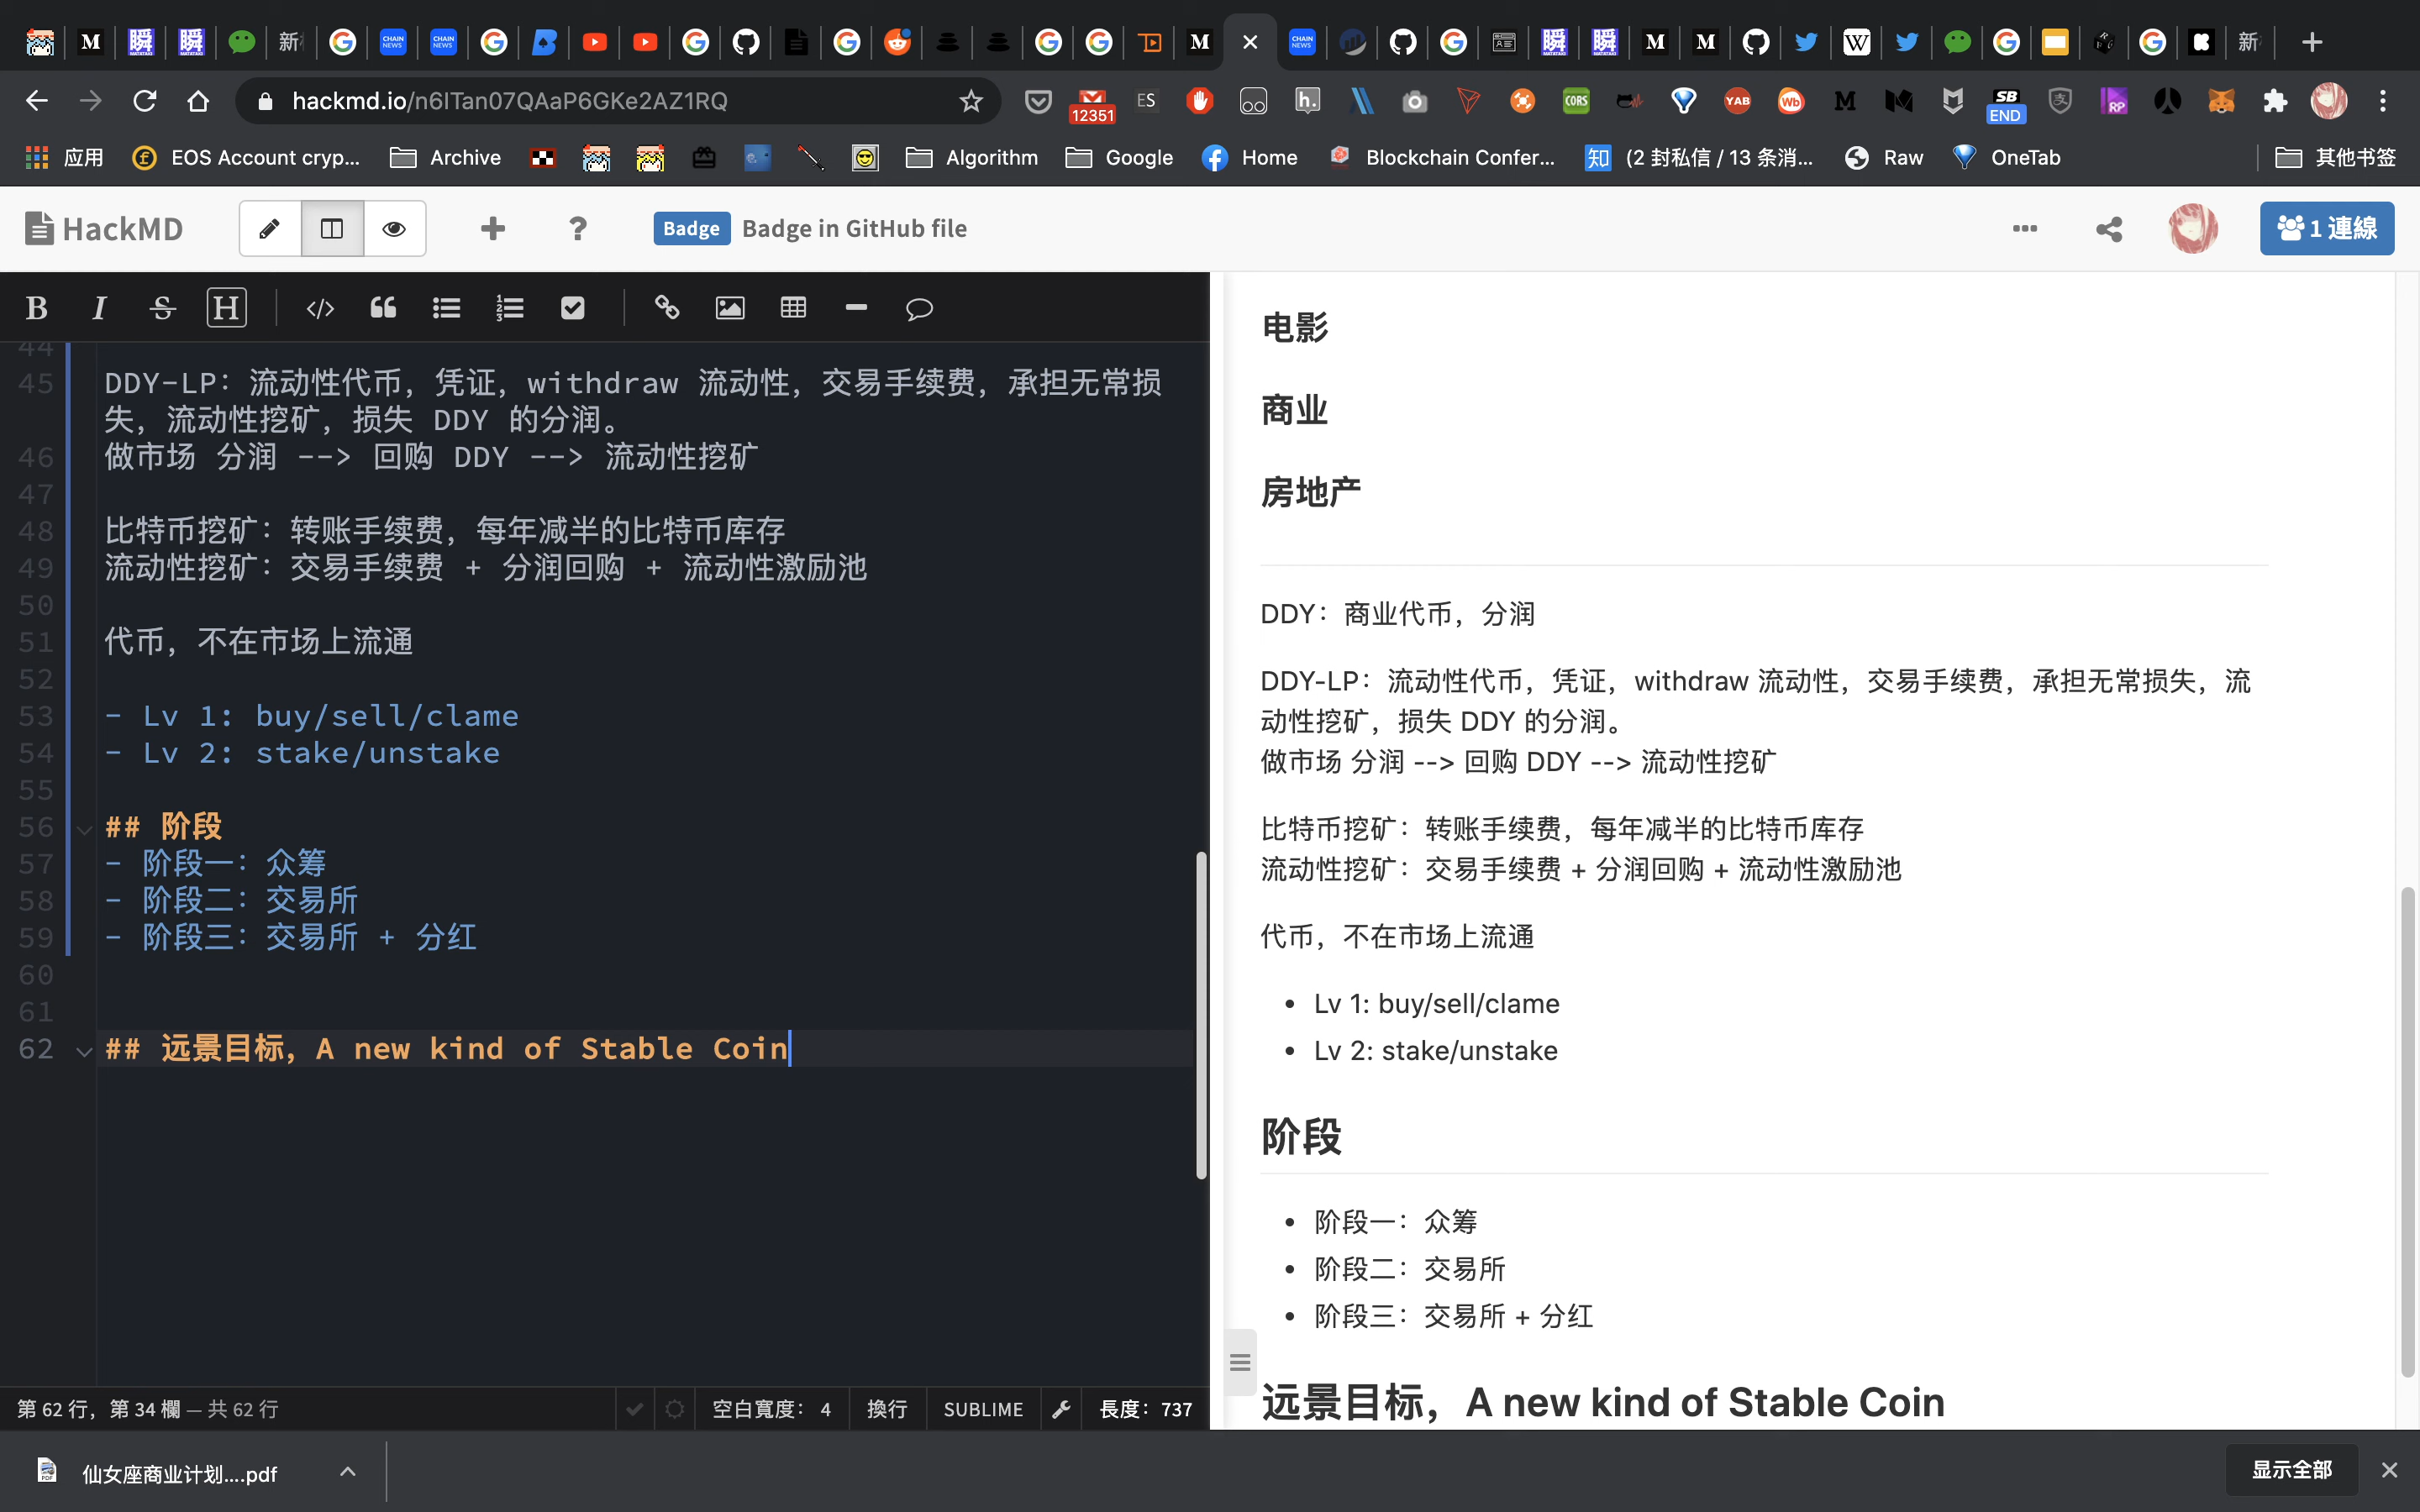 新
CHAIN NEWS
CHAIN NEWS
CHAIN NEWS
新
hackmd.io/n6ITan07QAaP6GKe2AZ1RQ
12351
ES
h.
CORS
YAB
Wb
SB
END
RP
应用
EOS Account cryp...
Archive
Algorithm
Google
Home
Blockchain Confer...
知
(2 封私信 / 13 条消...
Raw
OneTab
其他书签
HackMD
Badge
Badge in GitHub file
1 連線
B I S H
44
45 DDY-LP：流动性代币，凭证，withdraw 流动性，交易手续费，承担无常损
失，流动性挖矿，损失 DDY 的分润。
46 做市场 分润 --> 回购 DDY --> 流动性挖矿
47
48 比特币挖矿：转账手续费，每年减半的比特币库存
49 流动性挖矿：交易手续费 + 分润回购 + 流动性激励池
50
51 代币，不在市场上流通
52
53 - Lv 1: buy/sell/clame
54 - Lv 2: stake/unstake
55
56 ## 阶段
57 - 阶段一：众筹
58 - 阶段二：交易所
59 - 阶段三：交易所 + 分红
60
61
62 ## 远景目标，A new kind of Stable Coin
第 62 行，第 34 欄 — 共 62 行
空白寬度： 4
換行
SUBLIME
長度：737
电影
商业
房地产
DDY：商业代币，分润
DDY-LP：流动性代币，凭证，withdraw 流动性，交易手续费，承担无常损失，流
动性挖矿，损失 DDY 的分润。
做市场 分润 --> 回购 DDY --> 流动性挖矿
比特币挖矿：转账手续费，每年减半的比特币库存
流动性挖矿：交易手续费 + 分润回购 + 流动性激励池
代币，不在市场上流通
• Lv 1: buy/sell/clame
• Lv 2: stake/unstake
阶段
• 阶段一：众筹
• 阶段二：交易所
• 阶段三：交易所 + 分红
远景目标，A new kind of Stable Coin
仙女座商业计划....pdf
显示全部